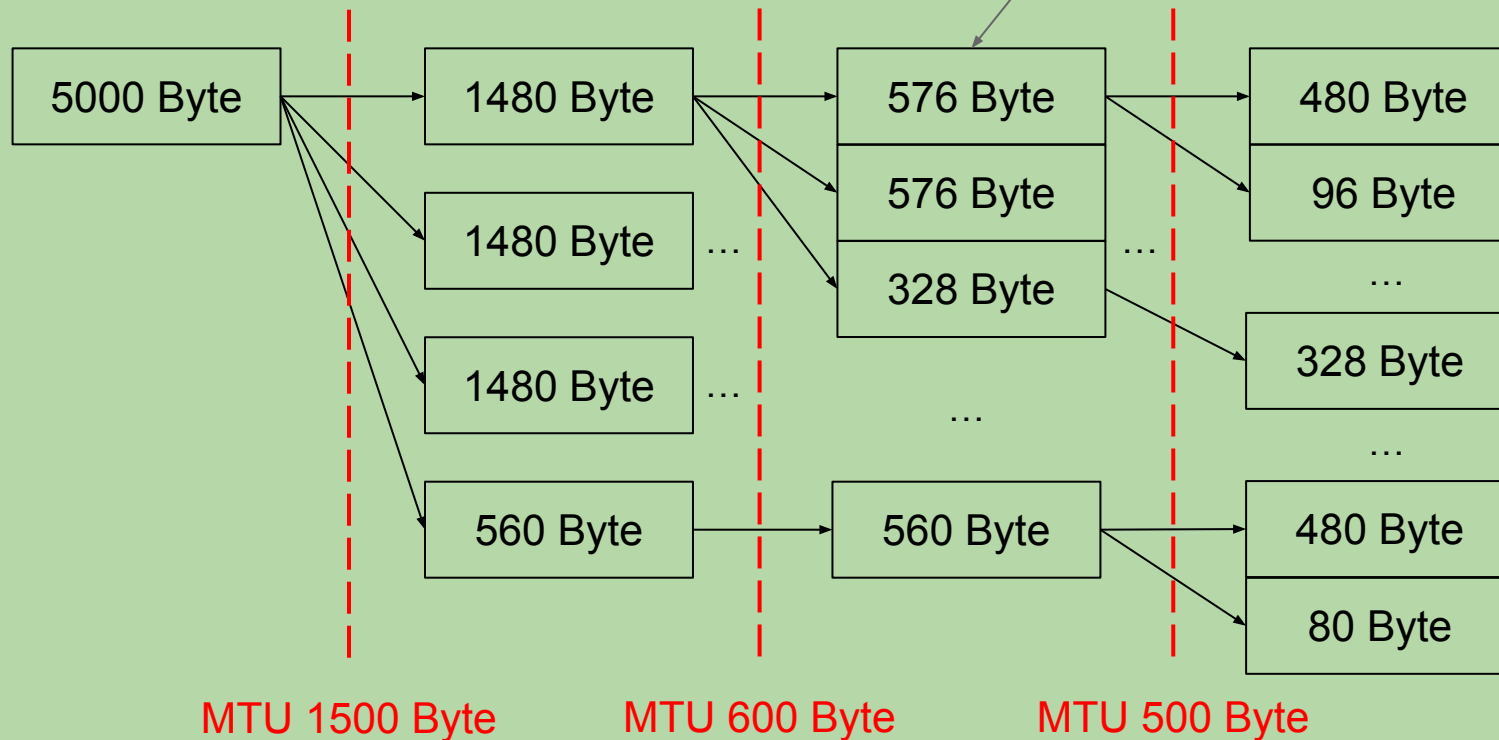 5000 Byte
1480 Byte
1480 Byte
...
1480 Byte
...
560 Byte
576 Byte
576 Byte
328 Byte
...
...
560 Byte
480 Byte
96 Byte
...
328 Byte
...
480 Byte
80 Byte
MTU 1500 Byte
MTU 600 Byte
MTU 500 Byte